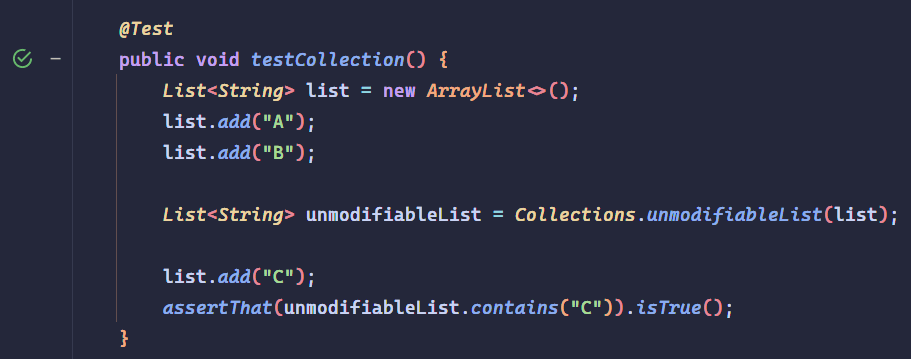 @Test
public void testCollection() {
List<String> list = new ArrayList<>();
list.add("A");
list.add("B");
List<String> unmodifiableList = Collections.unmodifiableList(list);
list.add("C");
assertThat(unmodifiableList.contains("C")).isTrue();
}